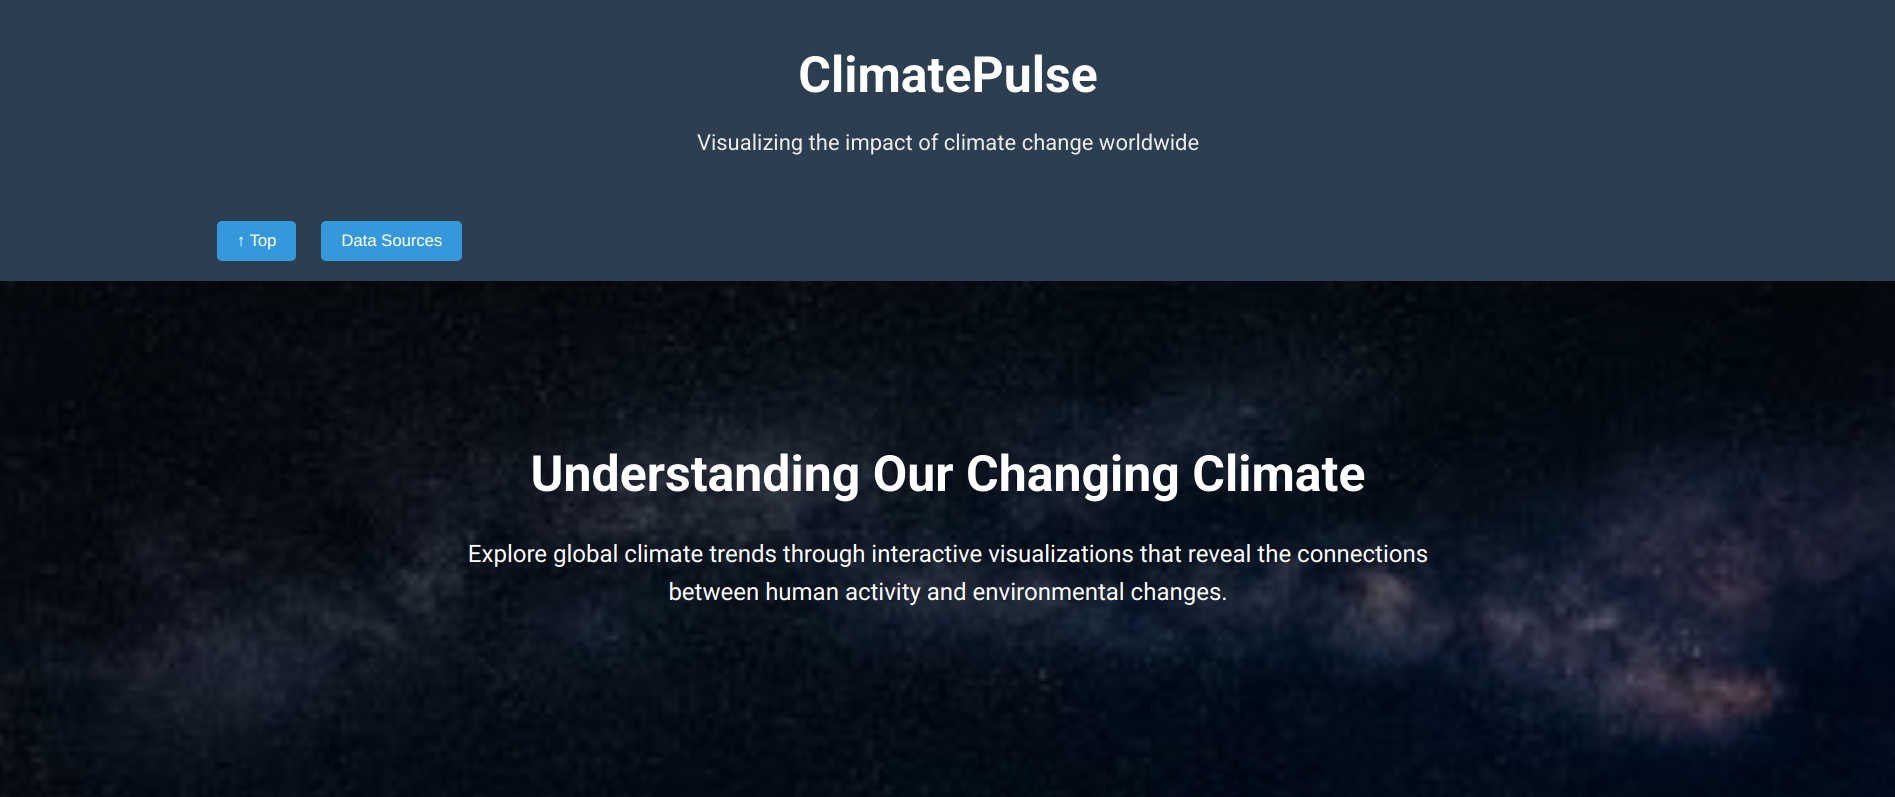 ClimatePulse
Visualizing the impact of climate change worldwide
↑ Top
Data Sources
Understanding Our Changing Climate
Explore global climate trends through interactive visualizations that reveal the connections
between human activity and environmental changes.